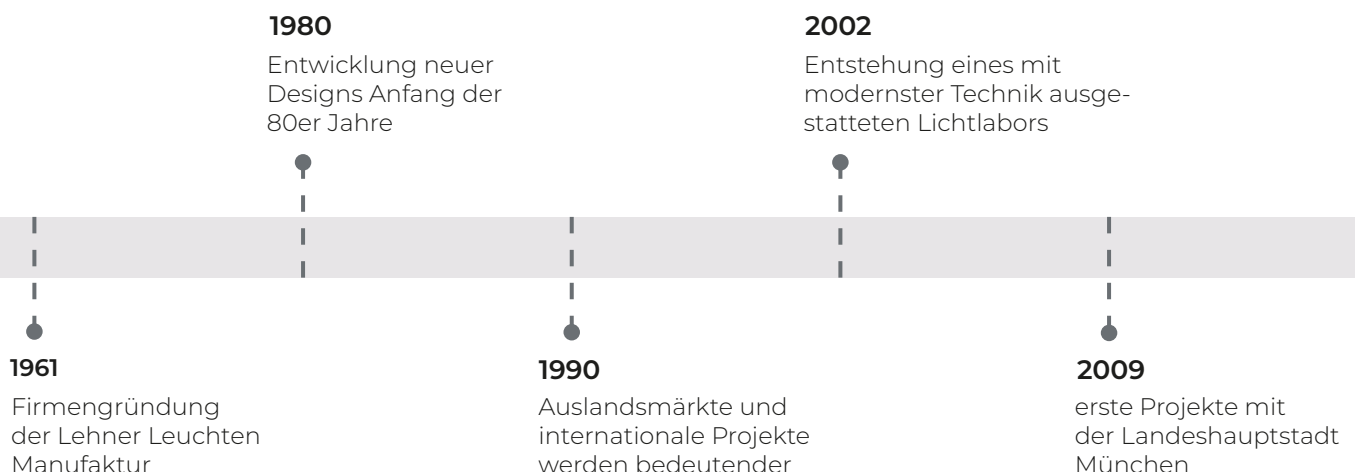 1980
Entwicklung neuer
Designs Anfang der
80er Jahre
2002
Entstehung eines mit
modernster Technik ausge-
statteten Lichtlabors
1961
Firmengründung
der Lehner Leuchten
Manufaktur
1990
Auslandsmärkte und
internationale Projekte
werden bedeutender
2009
erste Projekte mit
der Landeshauptstadt
München